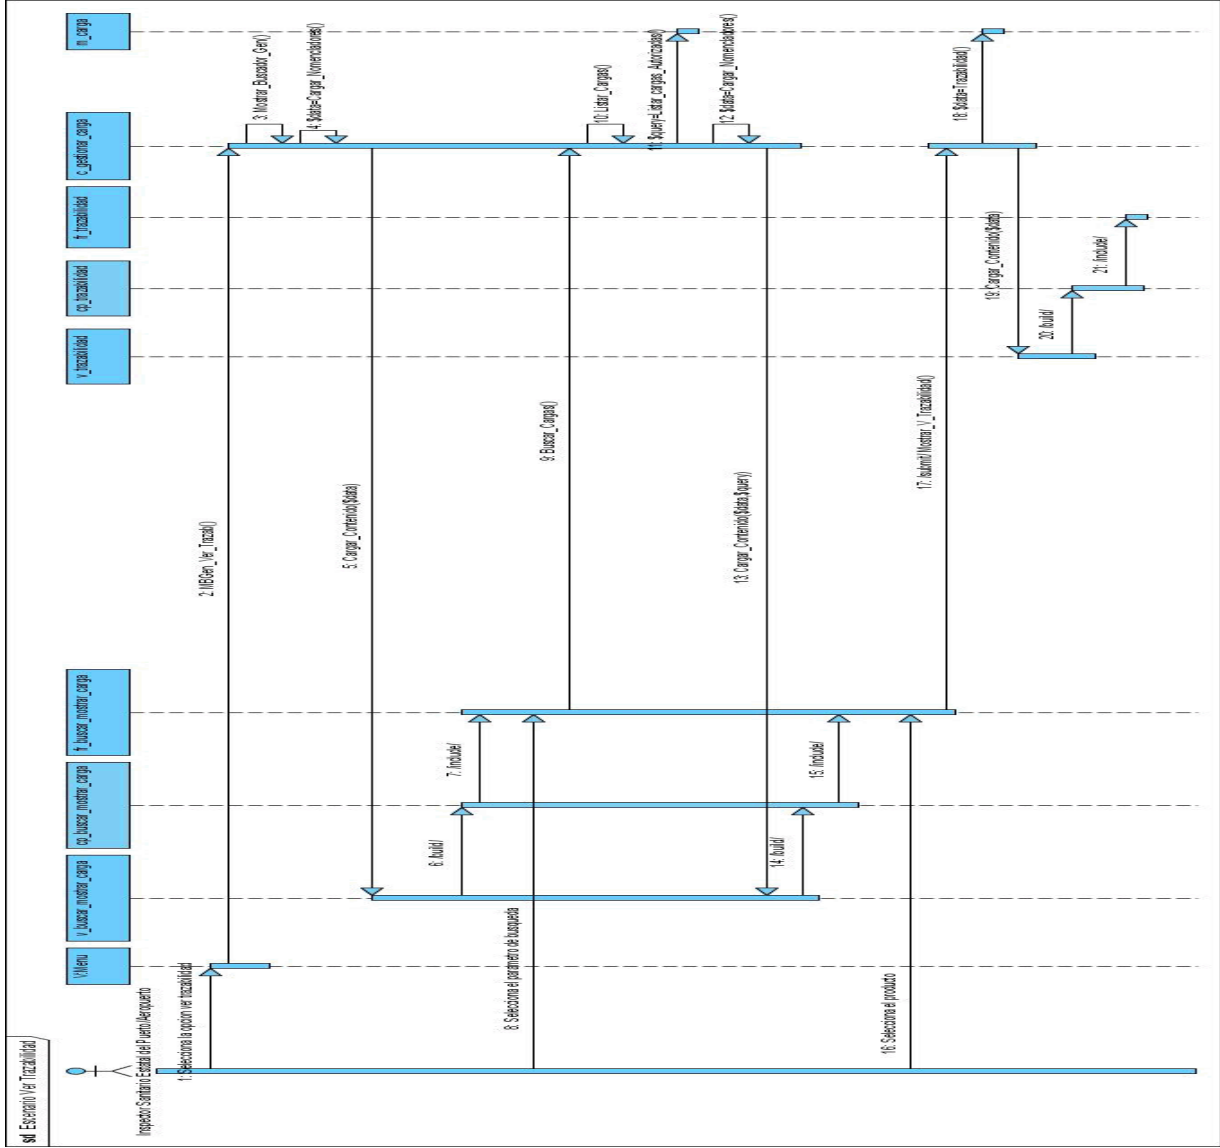 sd Escenario Ver Trazabilidad
Inspector Sanitario Estatal del Puerto/Aeropuerto
V.Menu
v_buscar_mostrar_carga
cp_buscar_mostrar_carga
fr_buscar_mostrar_carga
v_trazabilidad
cp_trazabilidad
fr_trazabilidad
c_gestionar_carga
m_carga
1: Selecciona la opcion ver trazabilidad
2: MBGen_Ver_Trazab()
3: Mostrar_Buscador_Gen()
4: $data=Cargar_Nomencladores()
5: Cargar_Contenido($data)
6: /build/
7: /include/
8: Selecciona el parámetro de busqueda
9: Buscar_Cargas()
10: Listar_Cargas()
11: $query=Listar_cargas_Autorizadas()
12: $data=Cargar_Nomencladores()
13: Cargar_Contenido($data,$query)
14: /build/
15: /include/
16: Selecciona el producto
17: /submit/ Mostrar_V_Trazabilidad()
18: $data=Trazabilidad()
19: Cargar_Contenido($data)
20: /build/
21: /include/